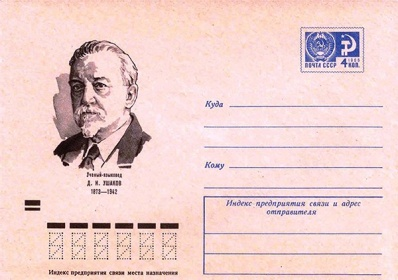 ПОЧТА СССР
4 КОП.
Куда
Кому
Ученый-языковед
Д. Н. УШАКОВ
1873—1942
Индекс предприятия связи и адрес
отправителя
Индекс предприятия связи места назначения